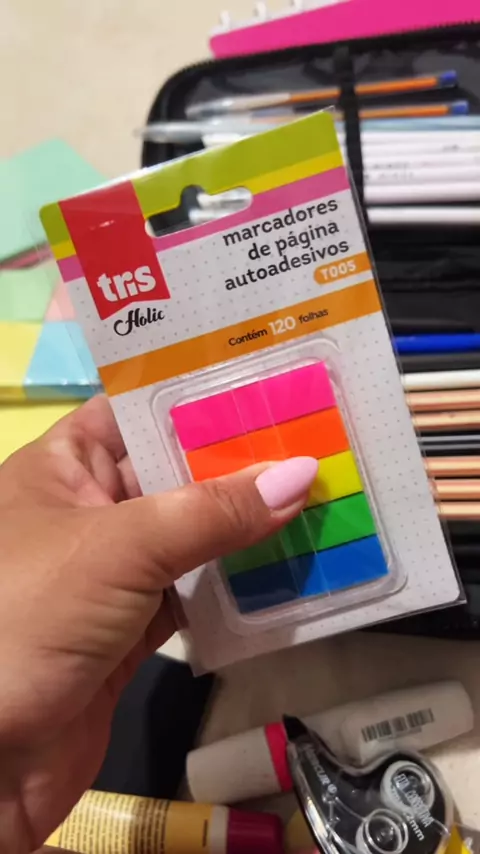 tris
Holic
marcadores
de página
autoadesivos
T005
Contém 120 folhas